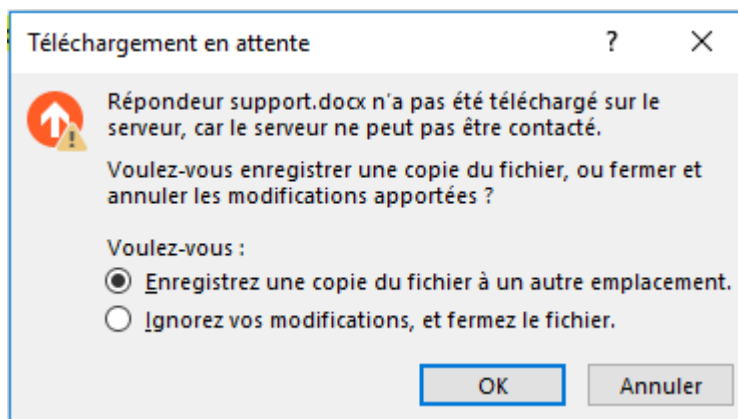 Téléchargement en attente
Répondeur support.docx n'a pas été téléchargé sur le
serveur, car le serveur ne peut pas être contacté.
Voulez-vous enregistrer une copie du fichier, ou fermer et
annuler les modifications apportées ?
Voulez-vous :
Enregistrez une copie du fichier à un autre emplacement.
Ignorez vos modifications, et fermez le fichier.
OK
Annuler